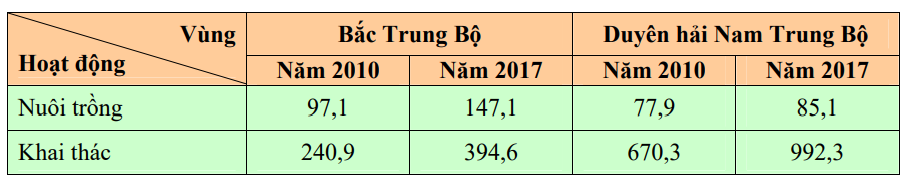 Vùng Bắc Trung Bộ Duyên hải Nam Trung Bộ
Hoạt động Năm 2010 Năm 2017 Năm 2010 Năm 2017
Nuôi trồng 97,1 147,1 77,9 85,1
Khai thác 240,9 394,6 670,3 992,3